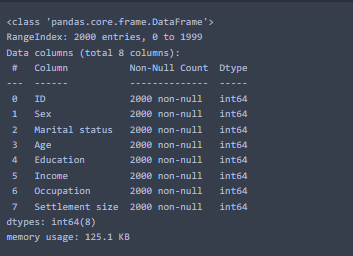 <class 'pandas.core.frame.DataFrame'>
RangeIndex: 2000 entries, 0 to 1999
Data columns (total 8 columns):
 #   Column           Non-Null Count  Dtype
---  ------           --------------  -----
 0   ID               2000 non-null   int64
 1   Sex              2000 non-null   int64
 2   Marital status   2000 non-null   int64
 3   Age              2000 non-null   int64
 4   Education        2000 non-null   int64
 5   Income           2000 non-null   int64
 6   Occupation       2000 non-null   int64
 7   Settlement size  2000 non-null   int64
dtypes: int64(8)
memory usage: 125.1 KB